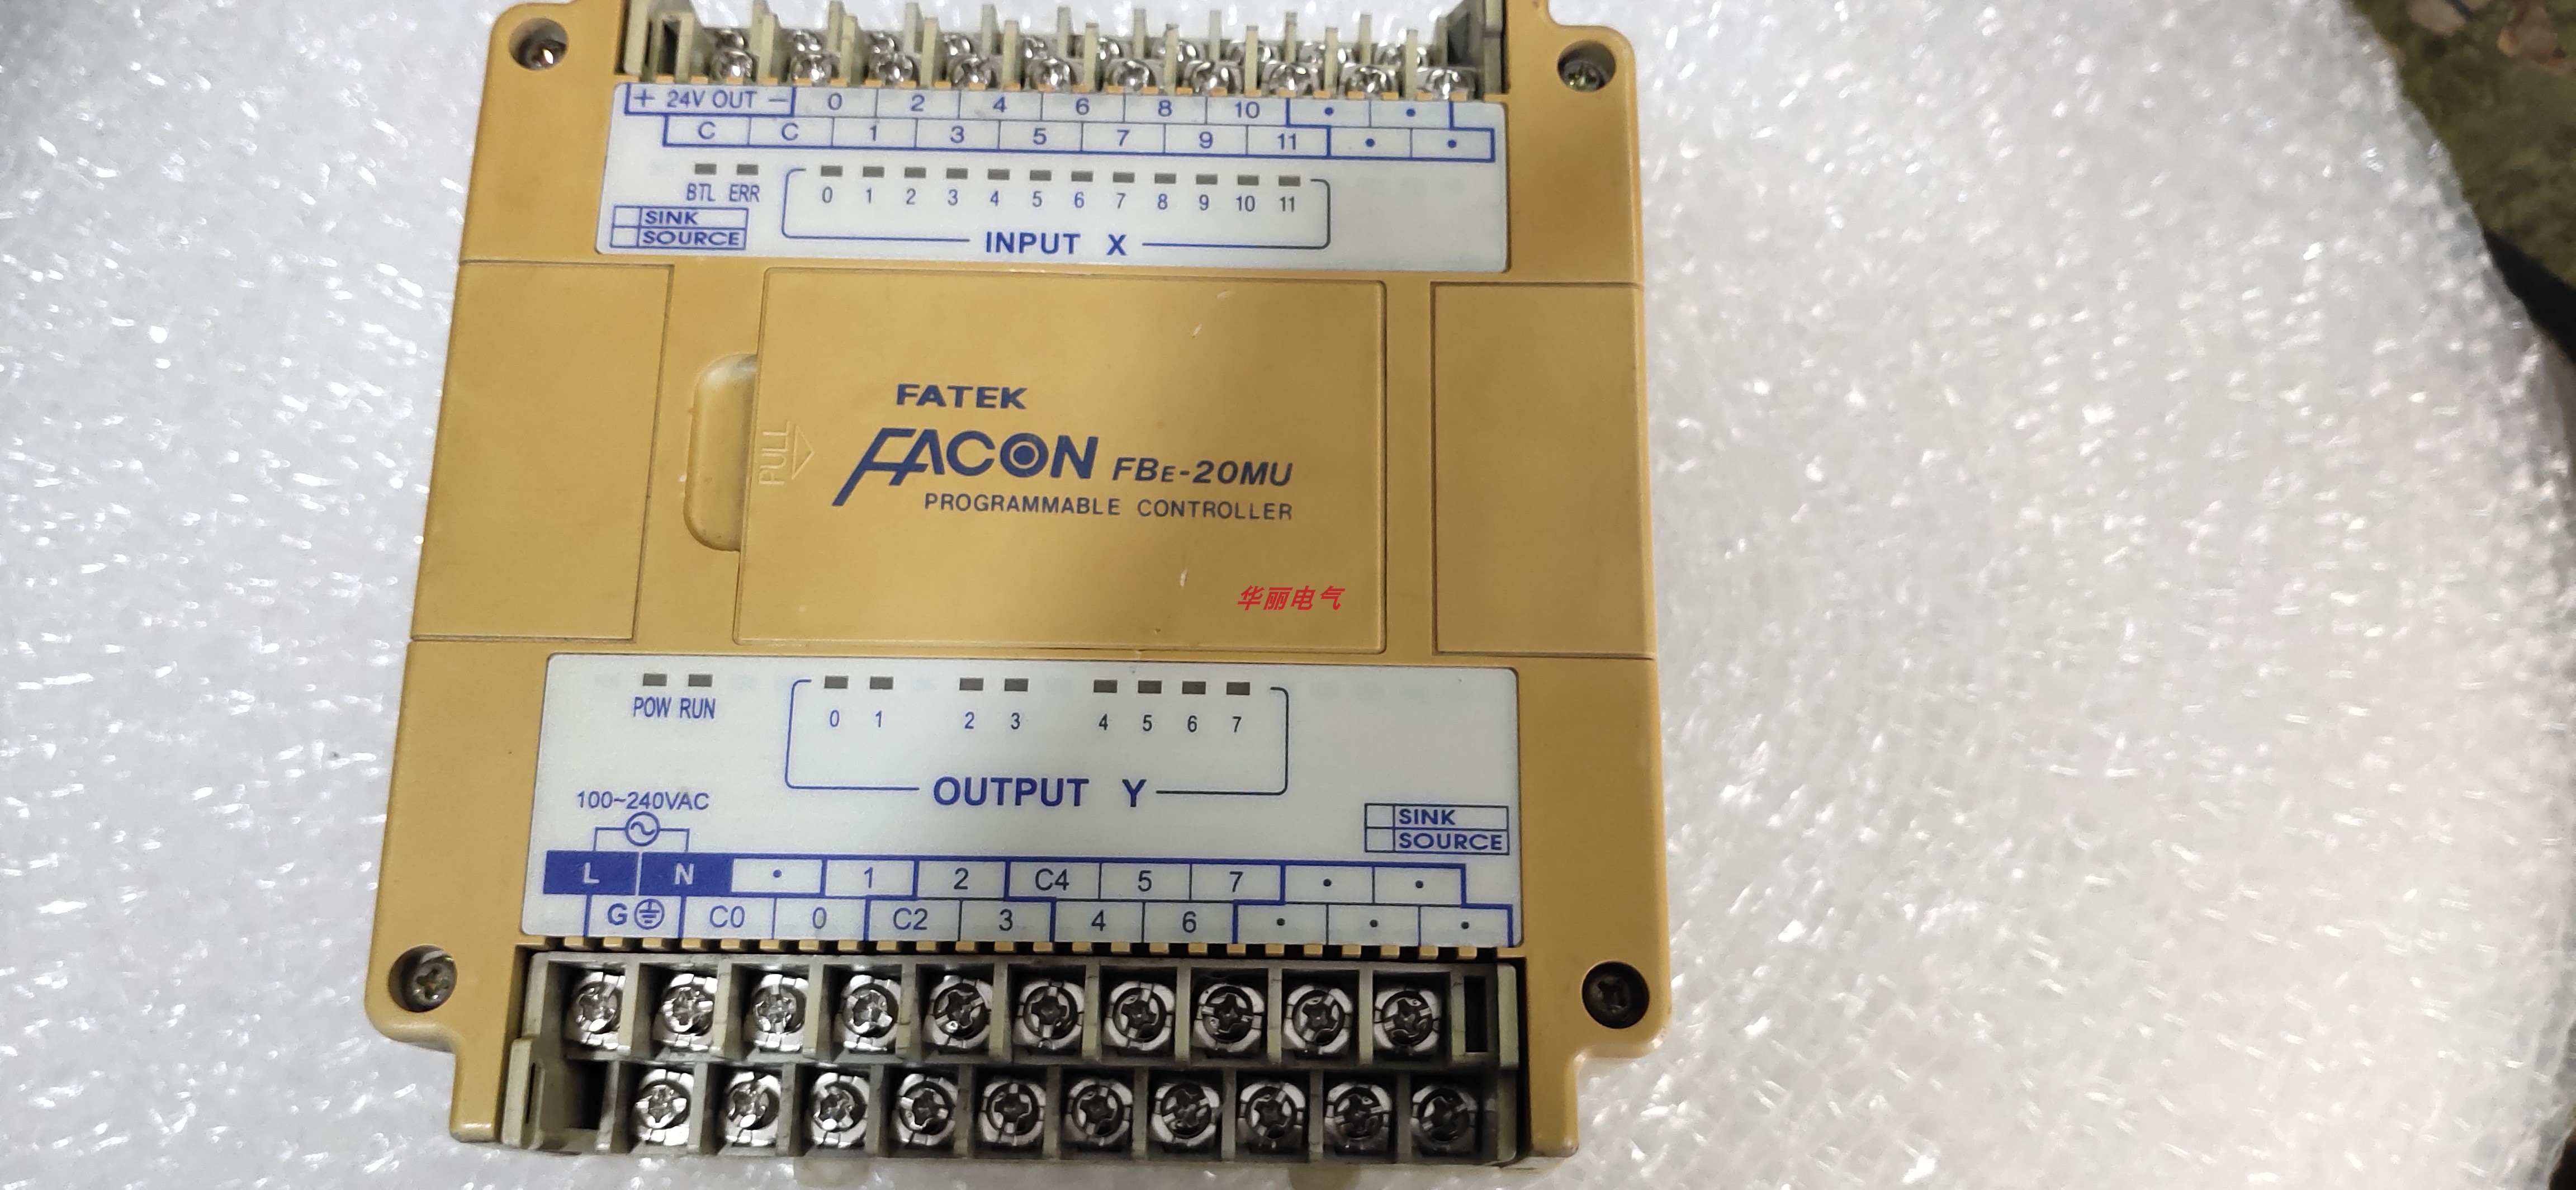 + 24V OUT − 0 2 4 6 8 10 • •
C C 1 3 5 7 9 11 • •
BTL ERR 0 1 2 3 4 5 6 7 8 9 10 11
SINK
SOURCE
INPUT X
PULL
FATEK
FACON FBE-20MU
PROGRAMMABLE CONTROLLER
华丽电气
POW RUN 0 1 2 3 4 5 6 7
OUTPUT Y
100~240VAC
SINK
SOURCE
L N • 1 2 C4 5 7 • •
G C0 0 C2 3 4 6 • • •